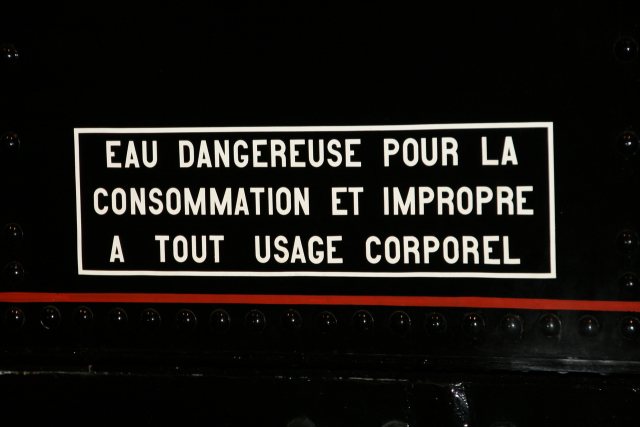 EAU DANGEREUSE POUR LA
CONSOMMATION ET IMPROPRE
A TOUT USAGE CORPOREL